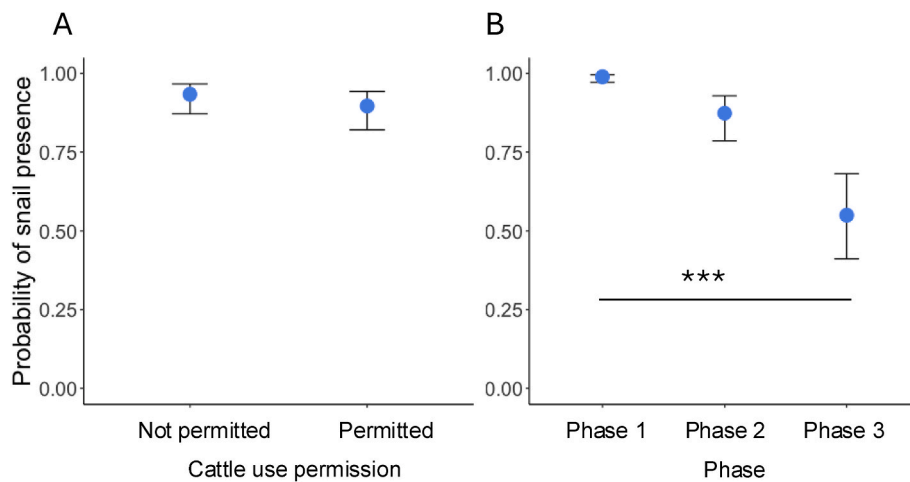 A
Probability of snail presence
1.00
0.75
0.50
0.25
0.00
Not permitted Permitted
Cattle use permission
B
1.00
0.75
0.50
0.25
0.00
***
Phase 1 Phase 2 Phase 3
Phase